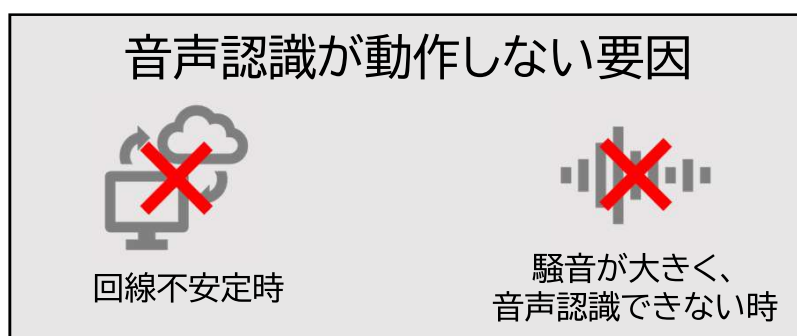 音声認識が動作しない要因
回線不安定時
騒音が大きく、
音声認識できない時